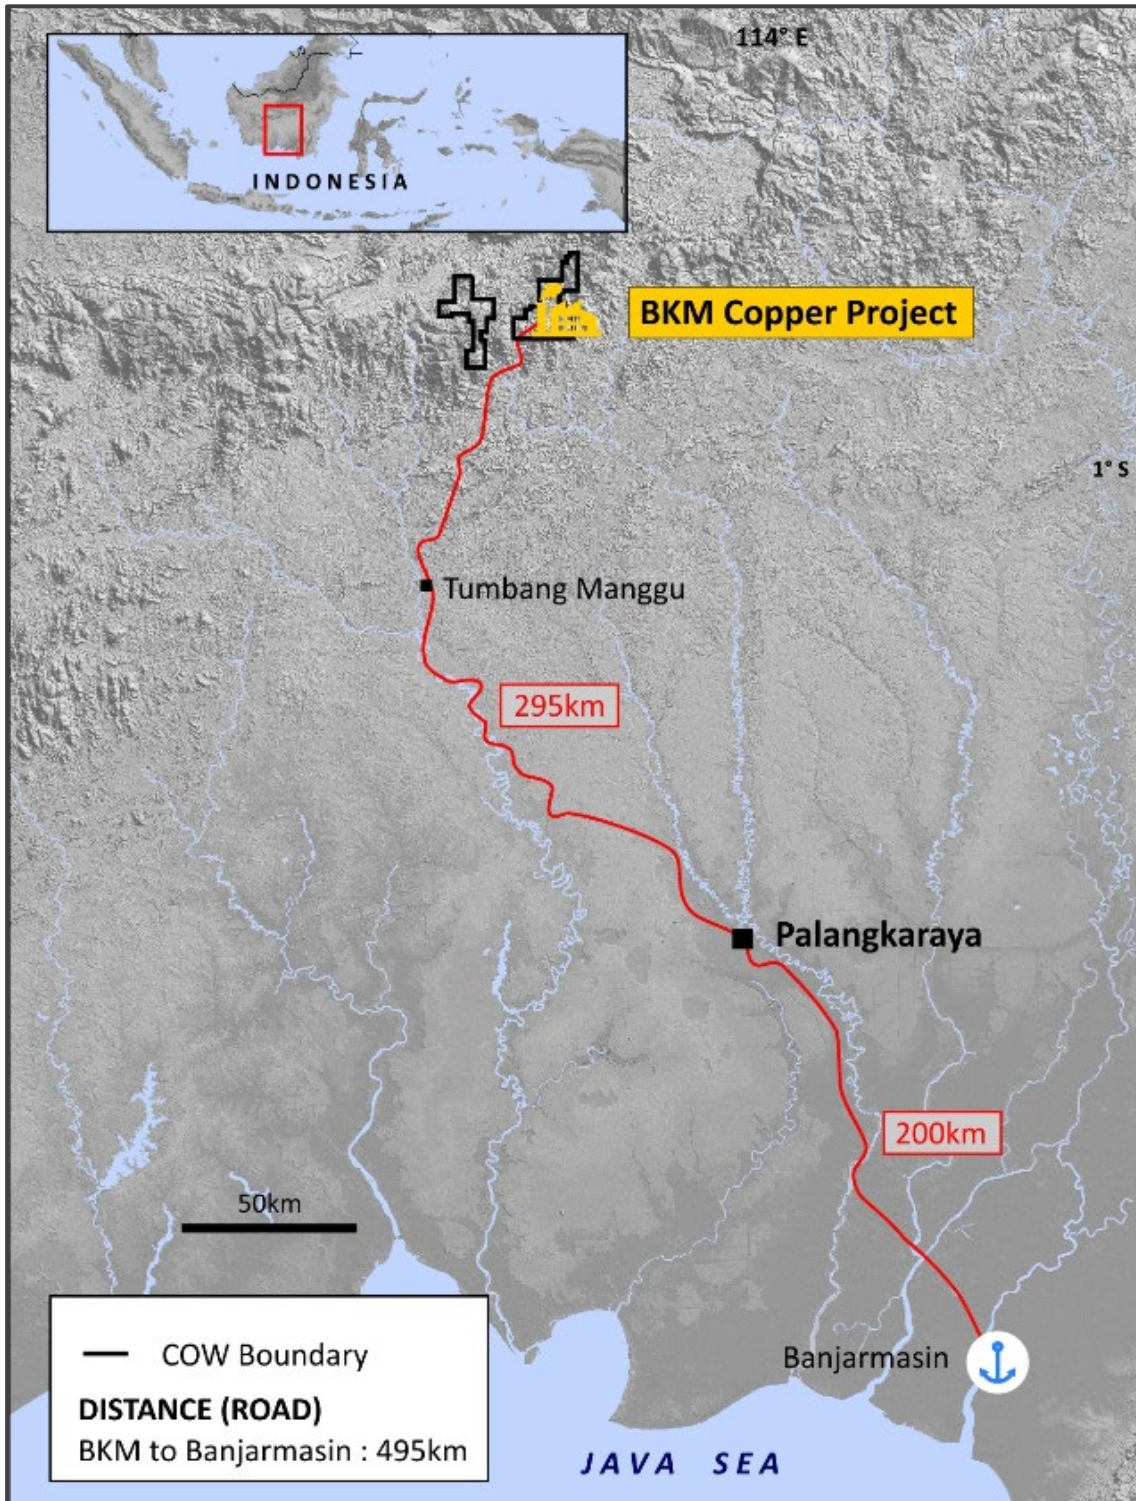 114° E
INDONESIA
BKM Copper Project
1° S
Tumbang Manggu
295km
Palangkaraya
200km
50km
Banjarmasin
COW Boundary
DISTANCE (ROAD)
BKM to Banjarmasin : 495km
JAVA SEA